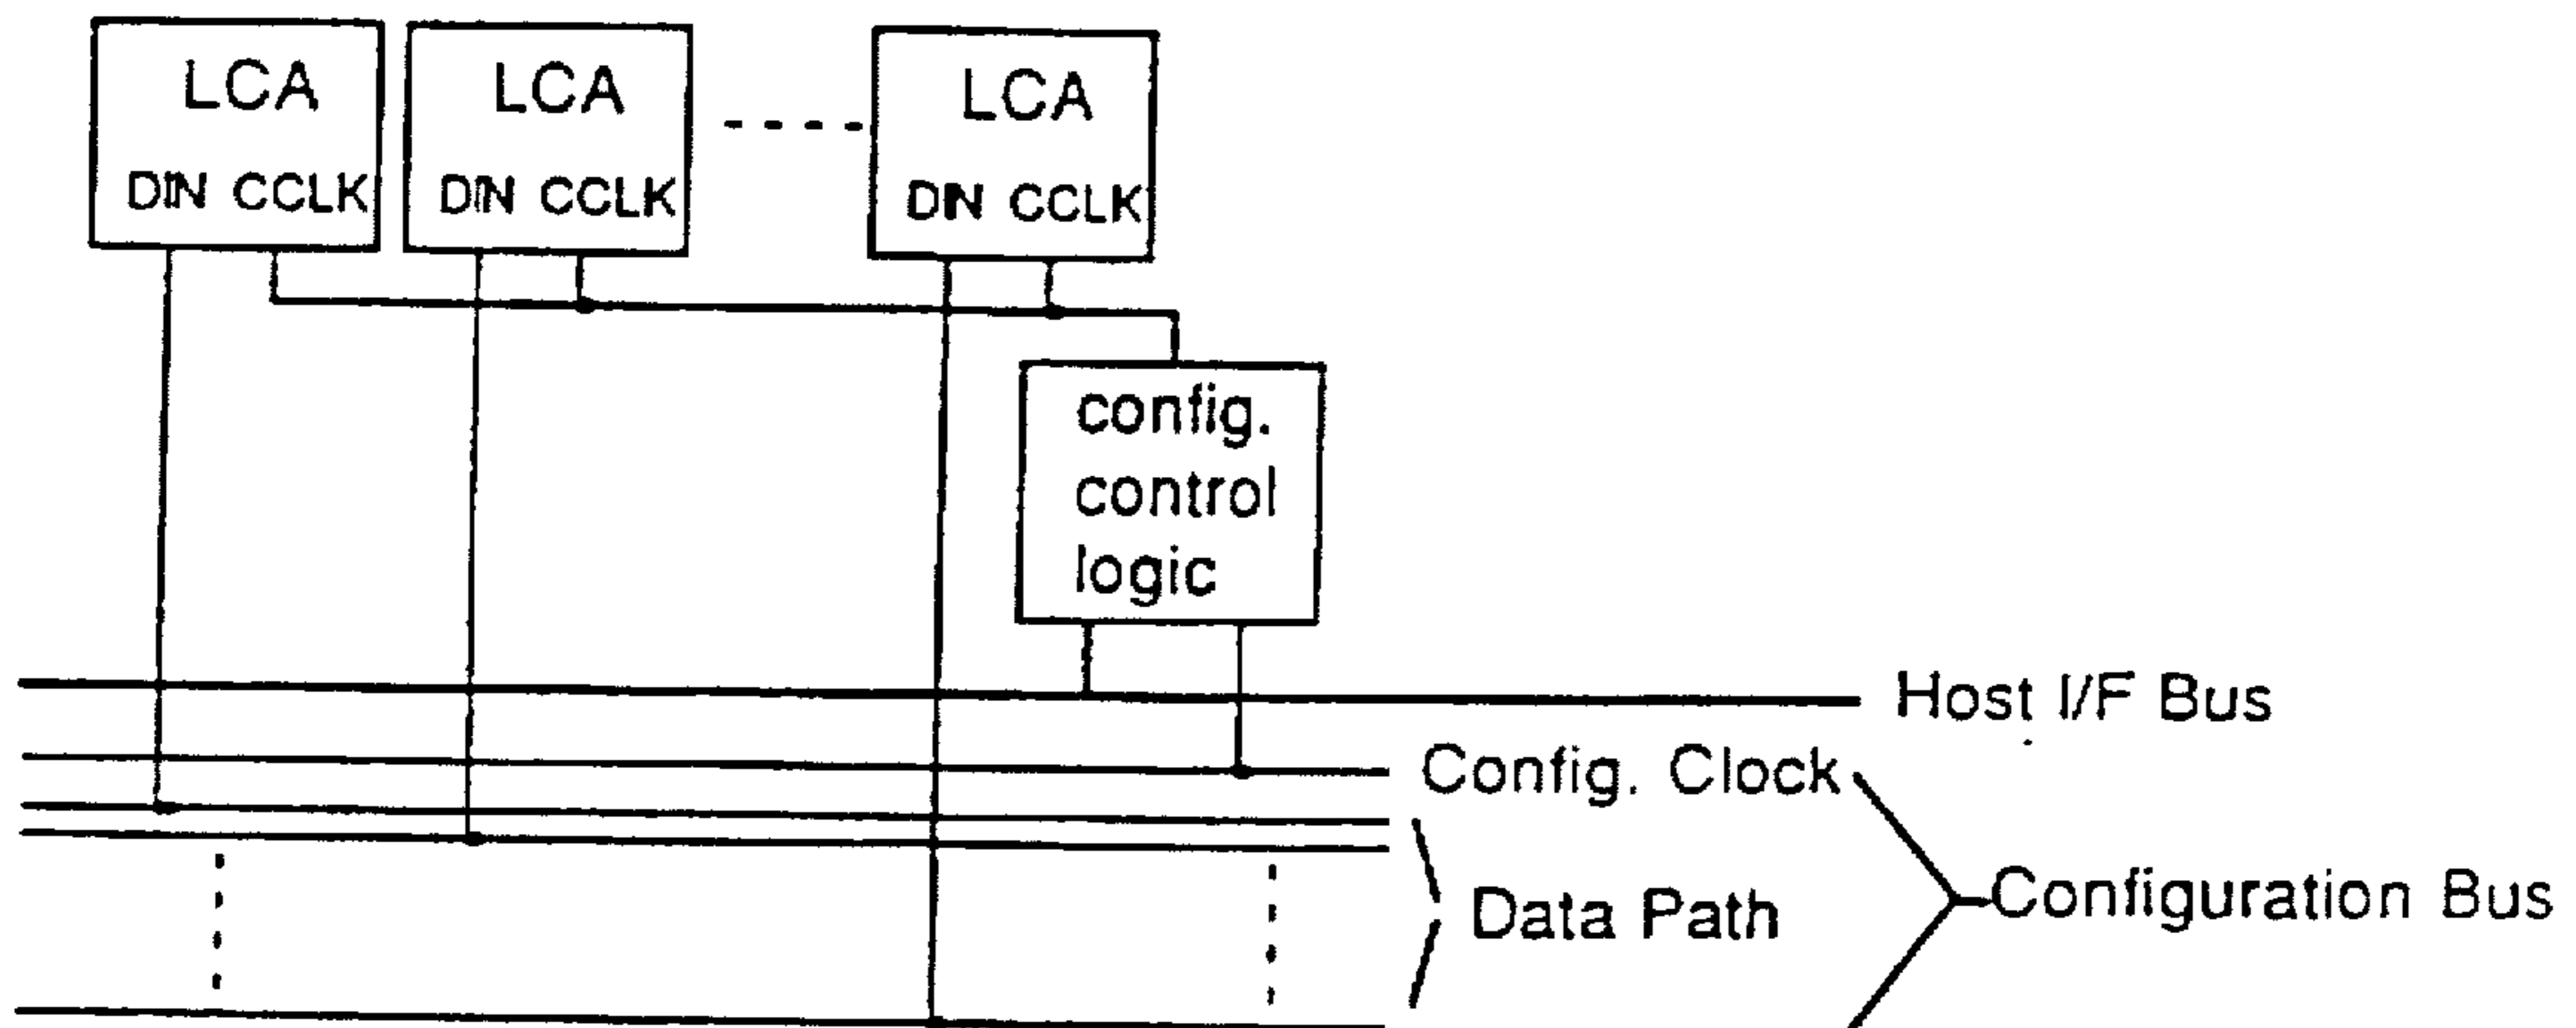 LCA
DIN CCLK
LCA
DIN CCLK
LCA
DIN CCLK
config.
control
logic
Host I/F Bus
Config. Clock
Data Path
Configuration Bus